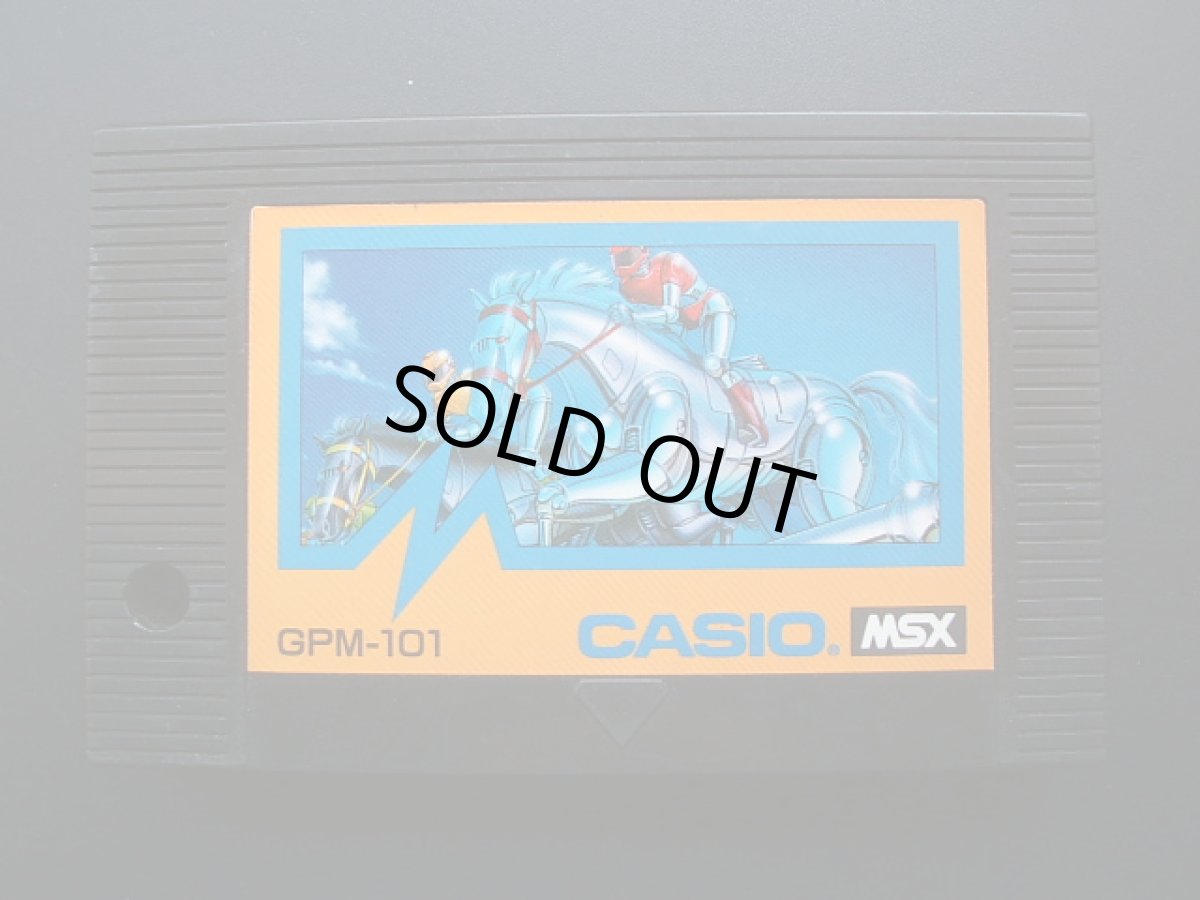 SOLD OUT
GPM-101
CASIO®
MSX